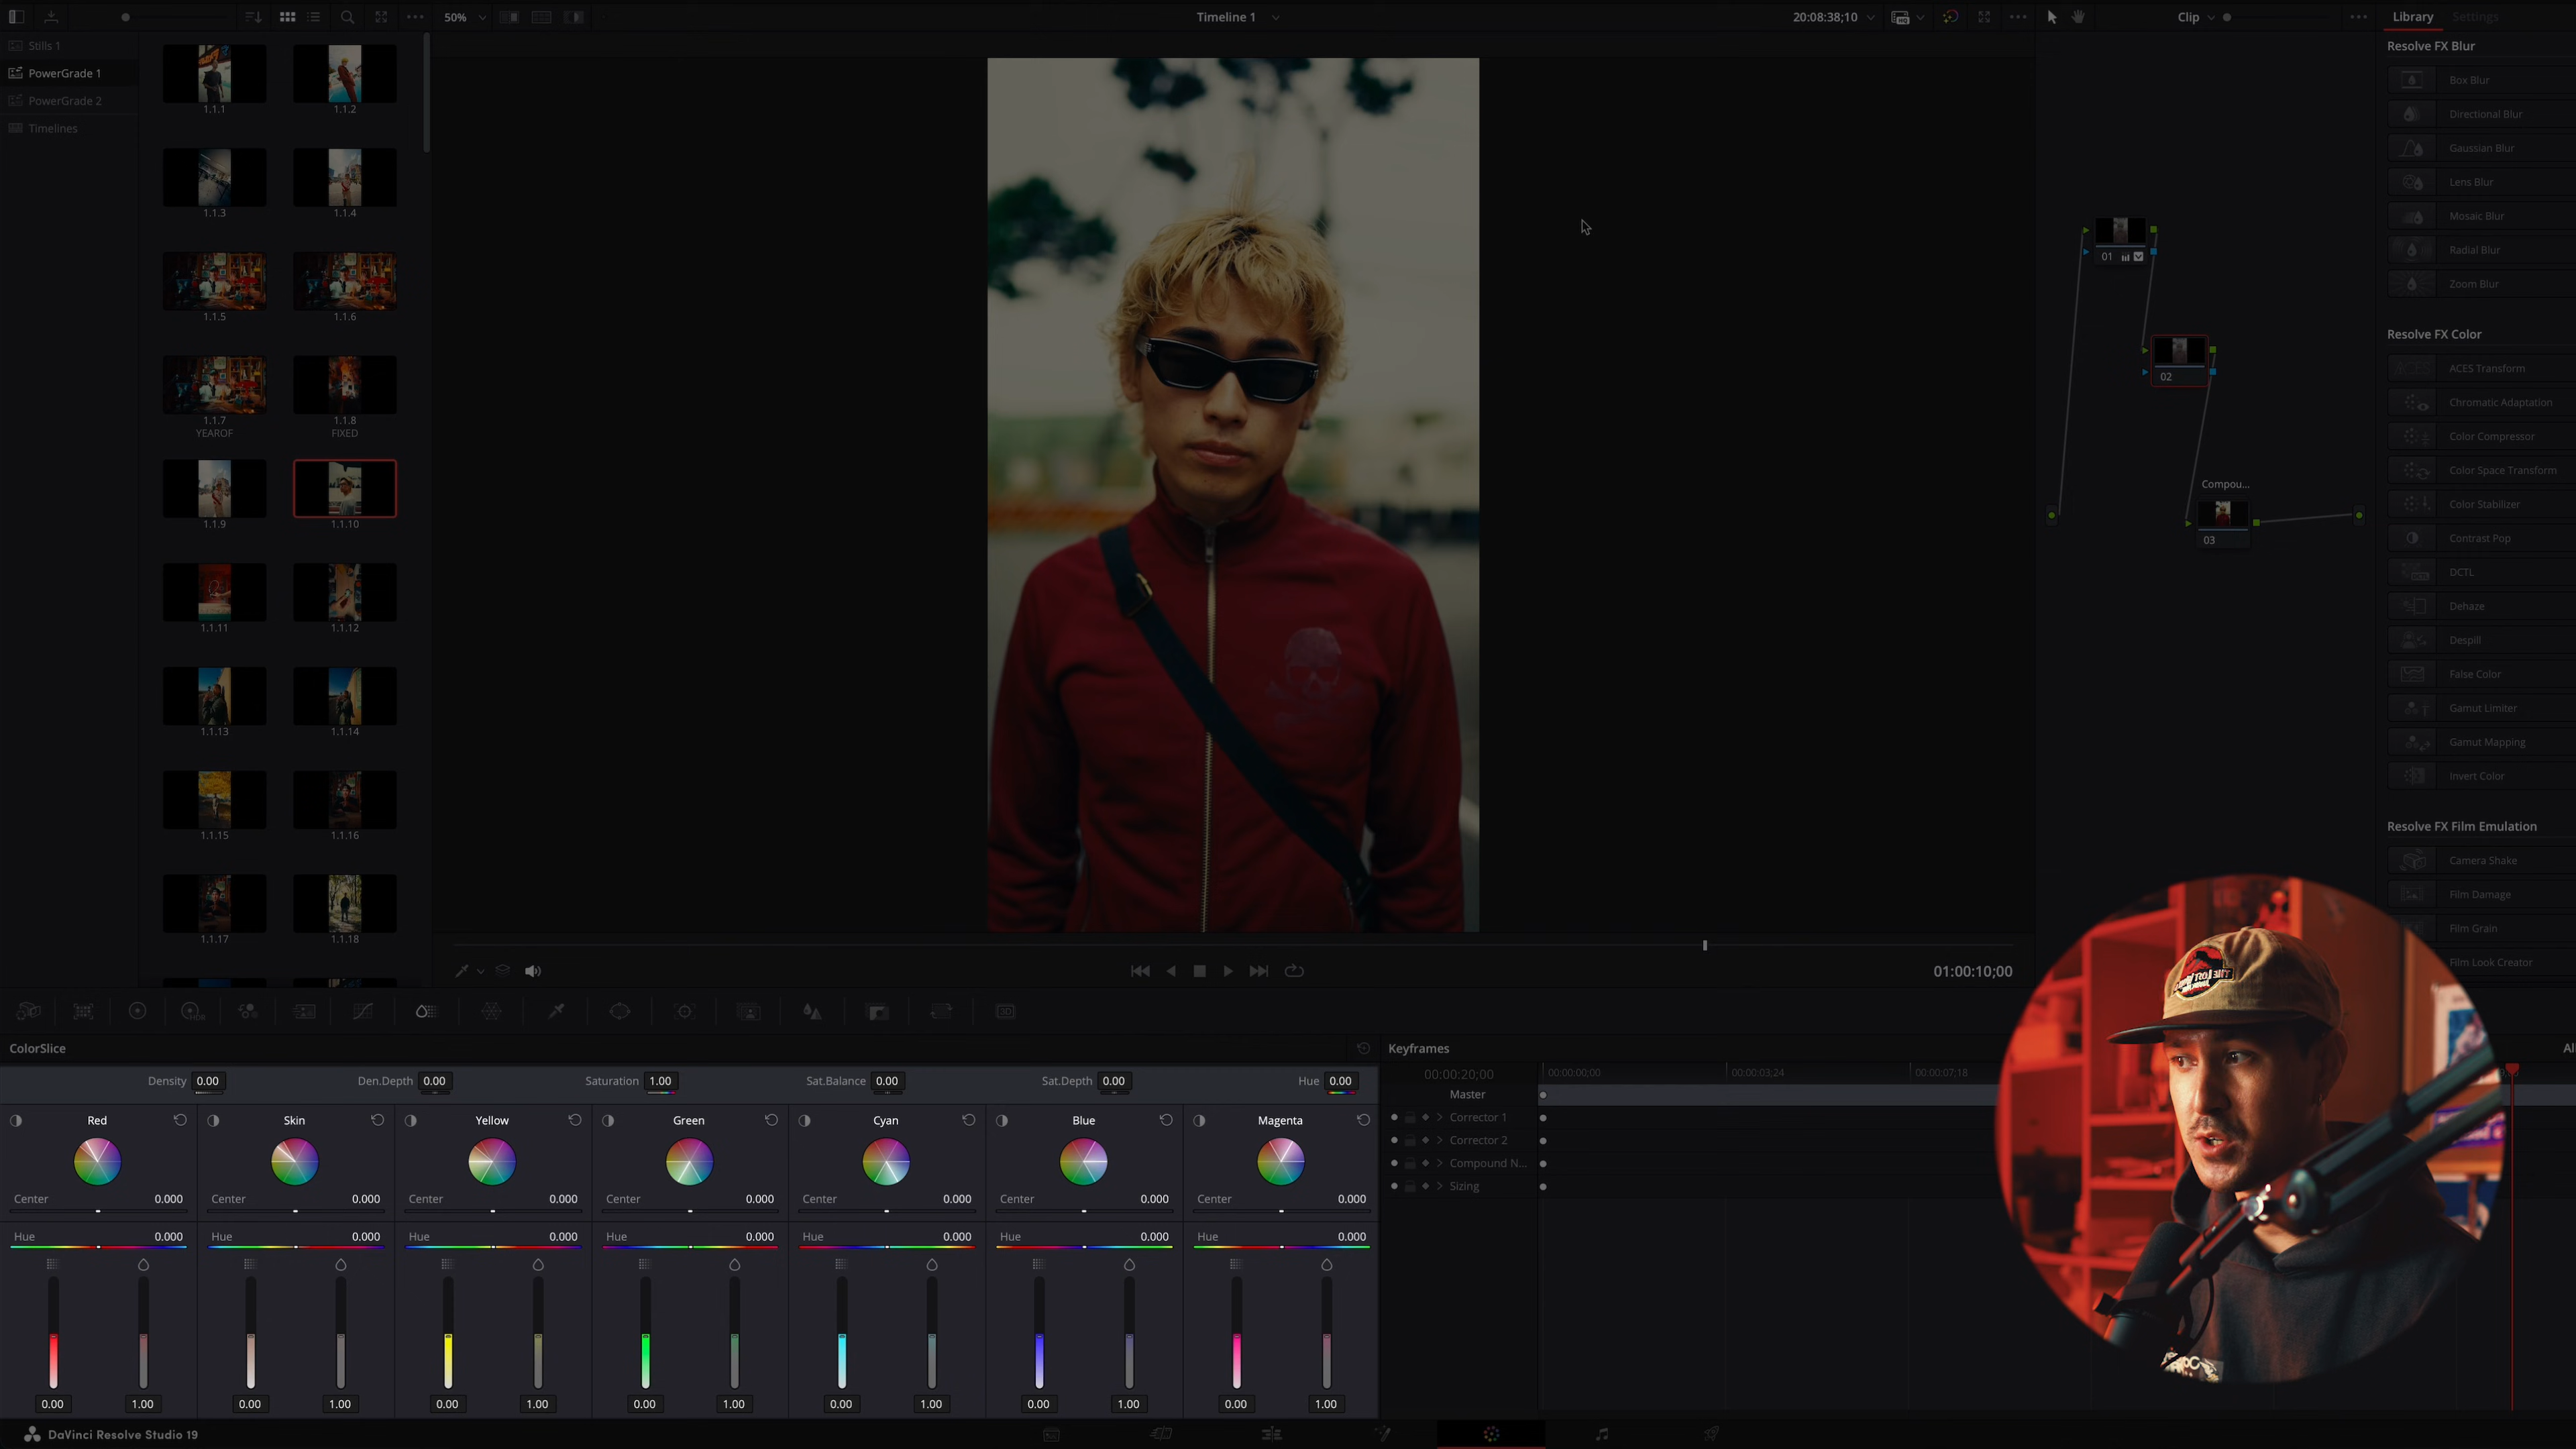 50%
Timeline 1
20:08:38;10
Clip
Library
Settings
Stills 1
PowerGrade 1
PowerGrade 2
Timelines
1.1.1
1.1.2
1.1.3
1.1.4
1.1.5
1.1.6
1.1.7
YEAROF
1.1.8
FIXED
1.1.9
1.1.10
1.1.11
1.1.12
1.1.13
1.1.14
1.1.15
1.1.16
1.1.17
1.1.18
01
02
Compou...
03
Resolve FX Blur
Box Blur
Directional Blur
Gaussian Blur
Lens Blur
Mosaic Blur
Radial Blur
Zoom Blur
Resolve FX Color
ACES Transform
Chromatic Adaptation
Color Compressor
Color Space Transform
Color Stabilizer
Contrast Pop
DCTL
Dehaze
Despill
False Color
Gamut Limiter
Gamut Mapping
Invert Color
Resolve FX Film Emulation
Camera Shake
Film Damage
Film Grain
Film Look Creator
01:00:10;00
HDR
3D
ColorSlice
Density 0.00
Den.Depth 0.00
Saturation 1.00
Sat.Balance 0.00
Sat.Depth 0.00
Hue 0.00
Red
Skin
Yellow
Green
Cyan
Blue
Magenta
Center 0.000
Center 0.000
Center 0.000
Center 0.000
Center 0.000
Center 0.000
Center 0.000
Hue 0.000
Hue 0.000
Hue 0.000
Hue 0.000
Hue 0.000
Hue 0.000
Hue 0.000
0.00 1.00
0.00 1.00
0.00 1.00
0.00 1.00
0.00 1.00
0.00 1.00
0.00 1.00
Keyframes
All
00:00:20;00
00:00:00;00
00:00:03;24
00:00:07;18
Master
Corrector 1
Corrector 2
Compound N...
Sizing
DaVinci Resolve Studio 19